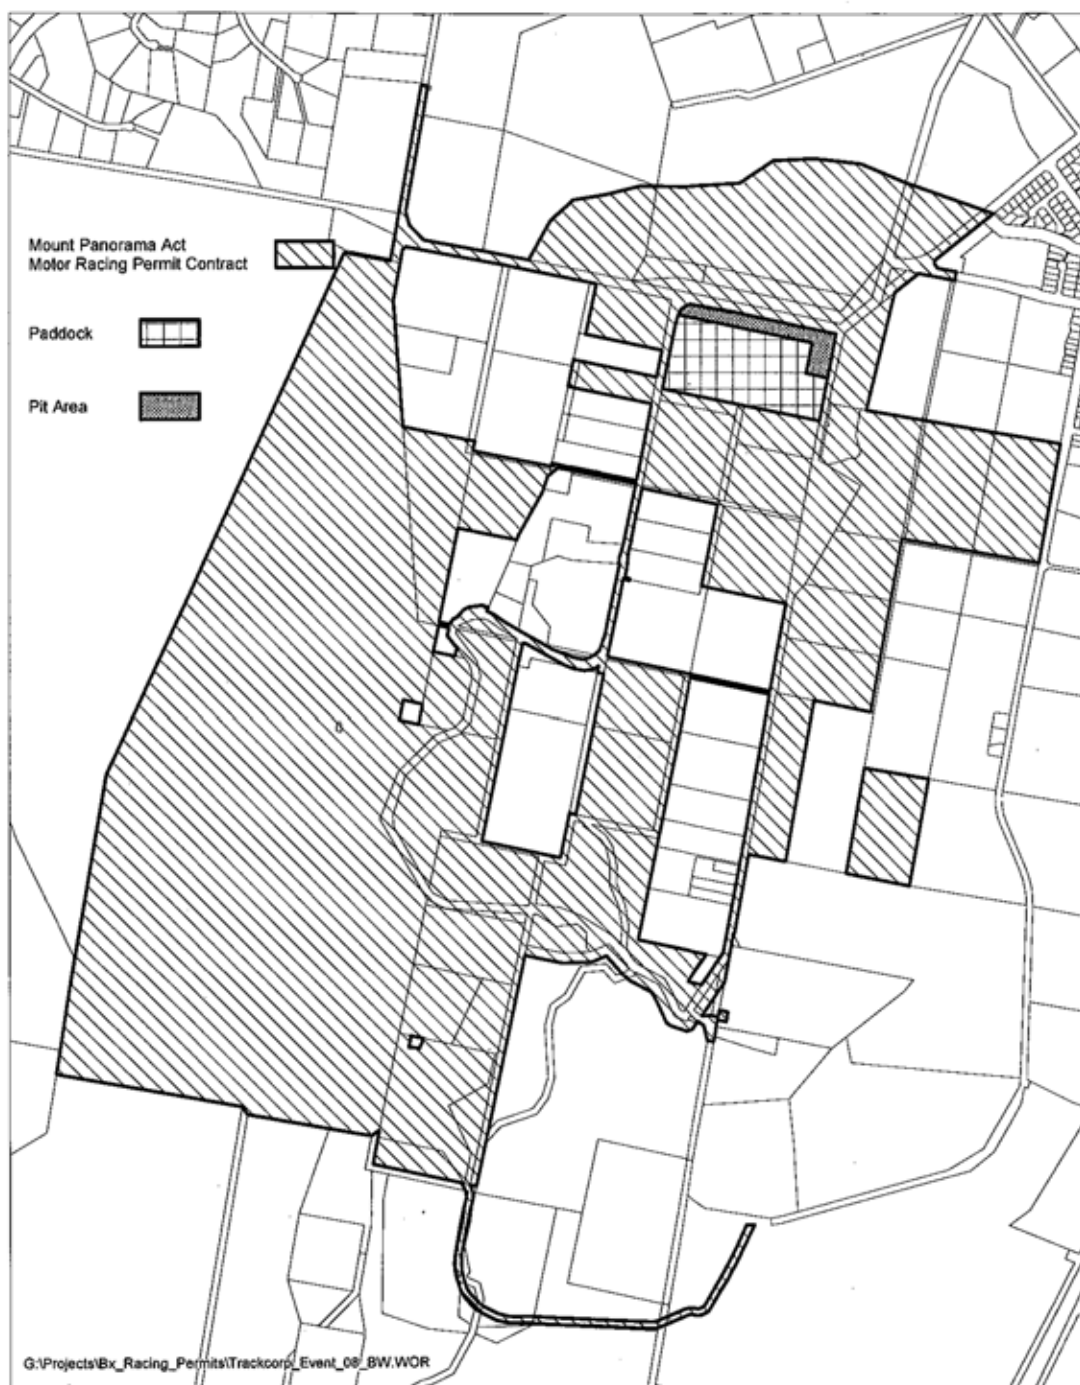 Mount Panorama Act
Motor Racing Permit Contract
Paddock
Pit Area
G:\Projects\Bx_Racing_Permits\Trackcorp_Event_08_BW.WOR